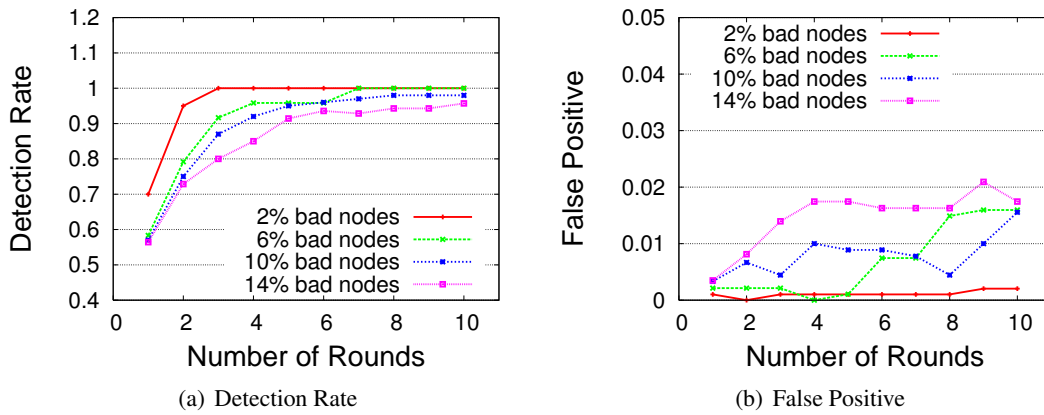 1.2
1.1
1
0.9
0.8
0.7
0.6
0.5
0.4
Detection Rate
2% bad nodes
6% bad nodes
10% bad nodes
14% bad nodes
0 2 4 6 8 10
Number of Rounds
(a) Detection Rate
0.05
0.04
0.03
0.02
0.01
0
False Positive
2% bad nodes
6% bad nodes
10% bad nodes
14% bad nodes
0 2 4 6 8 10
Number of Rounds
(b) False Positive